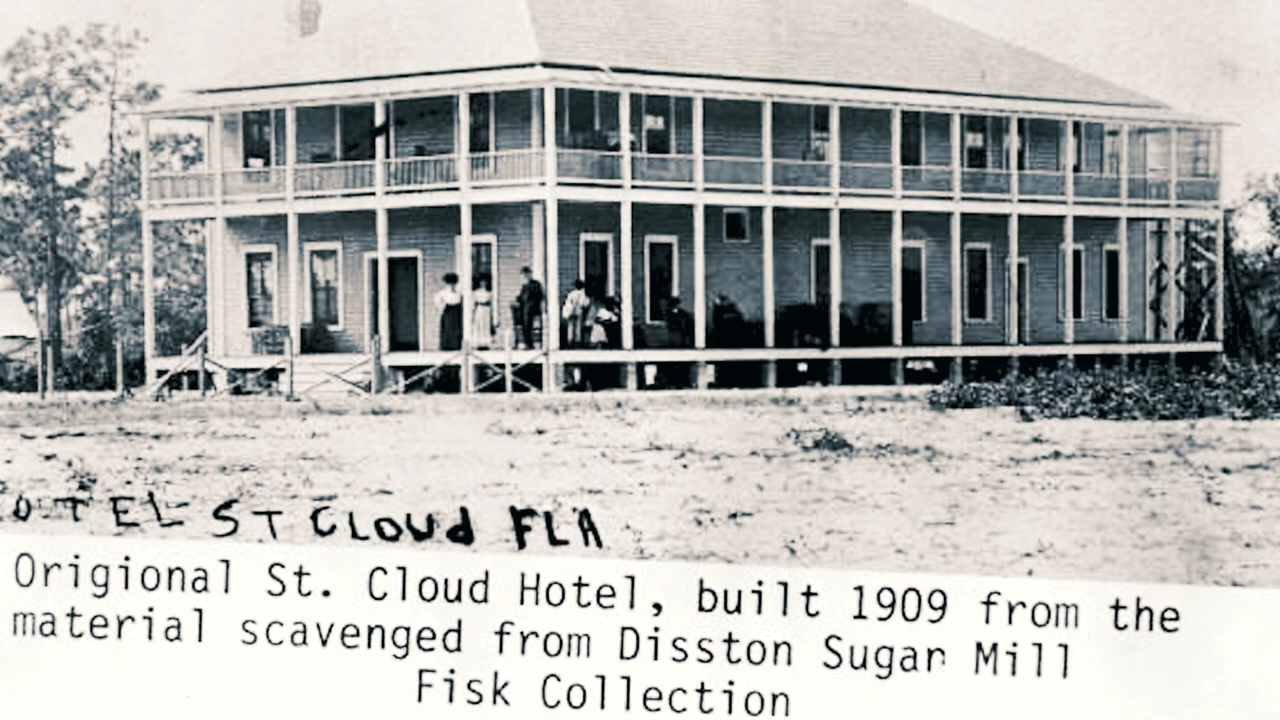 OTEL ST CLOUD FLA
Origional St. Cloud Hotel, built 1909 from the
material scavenged from Disston Sugar Mill
Fisk Collection